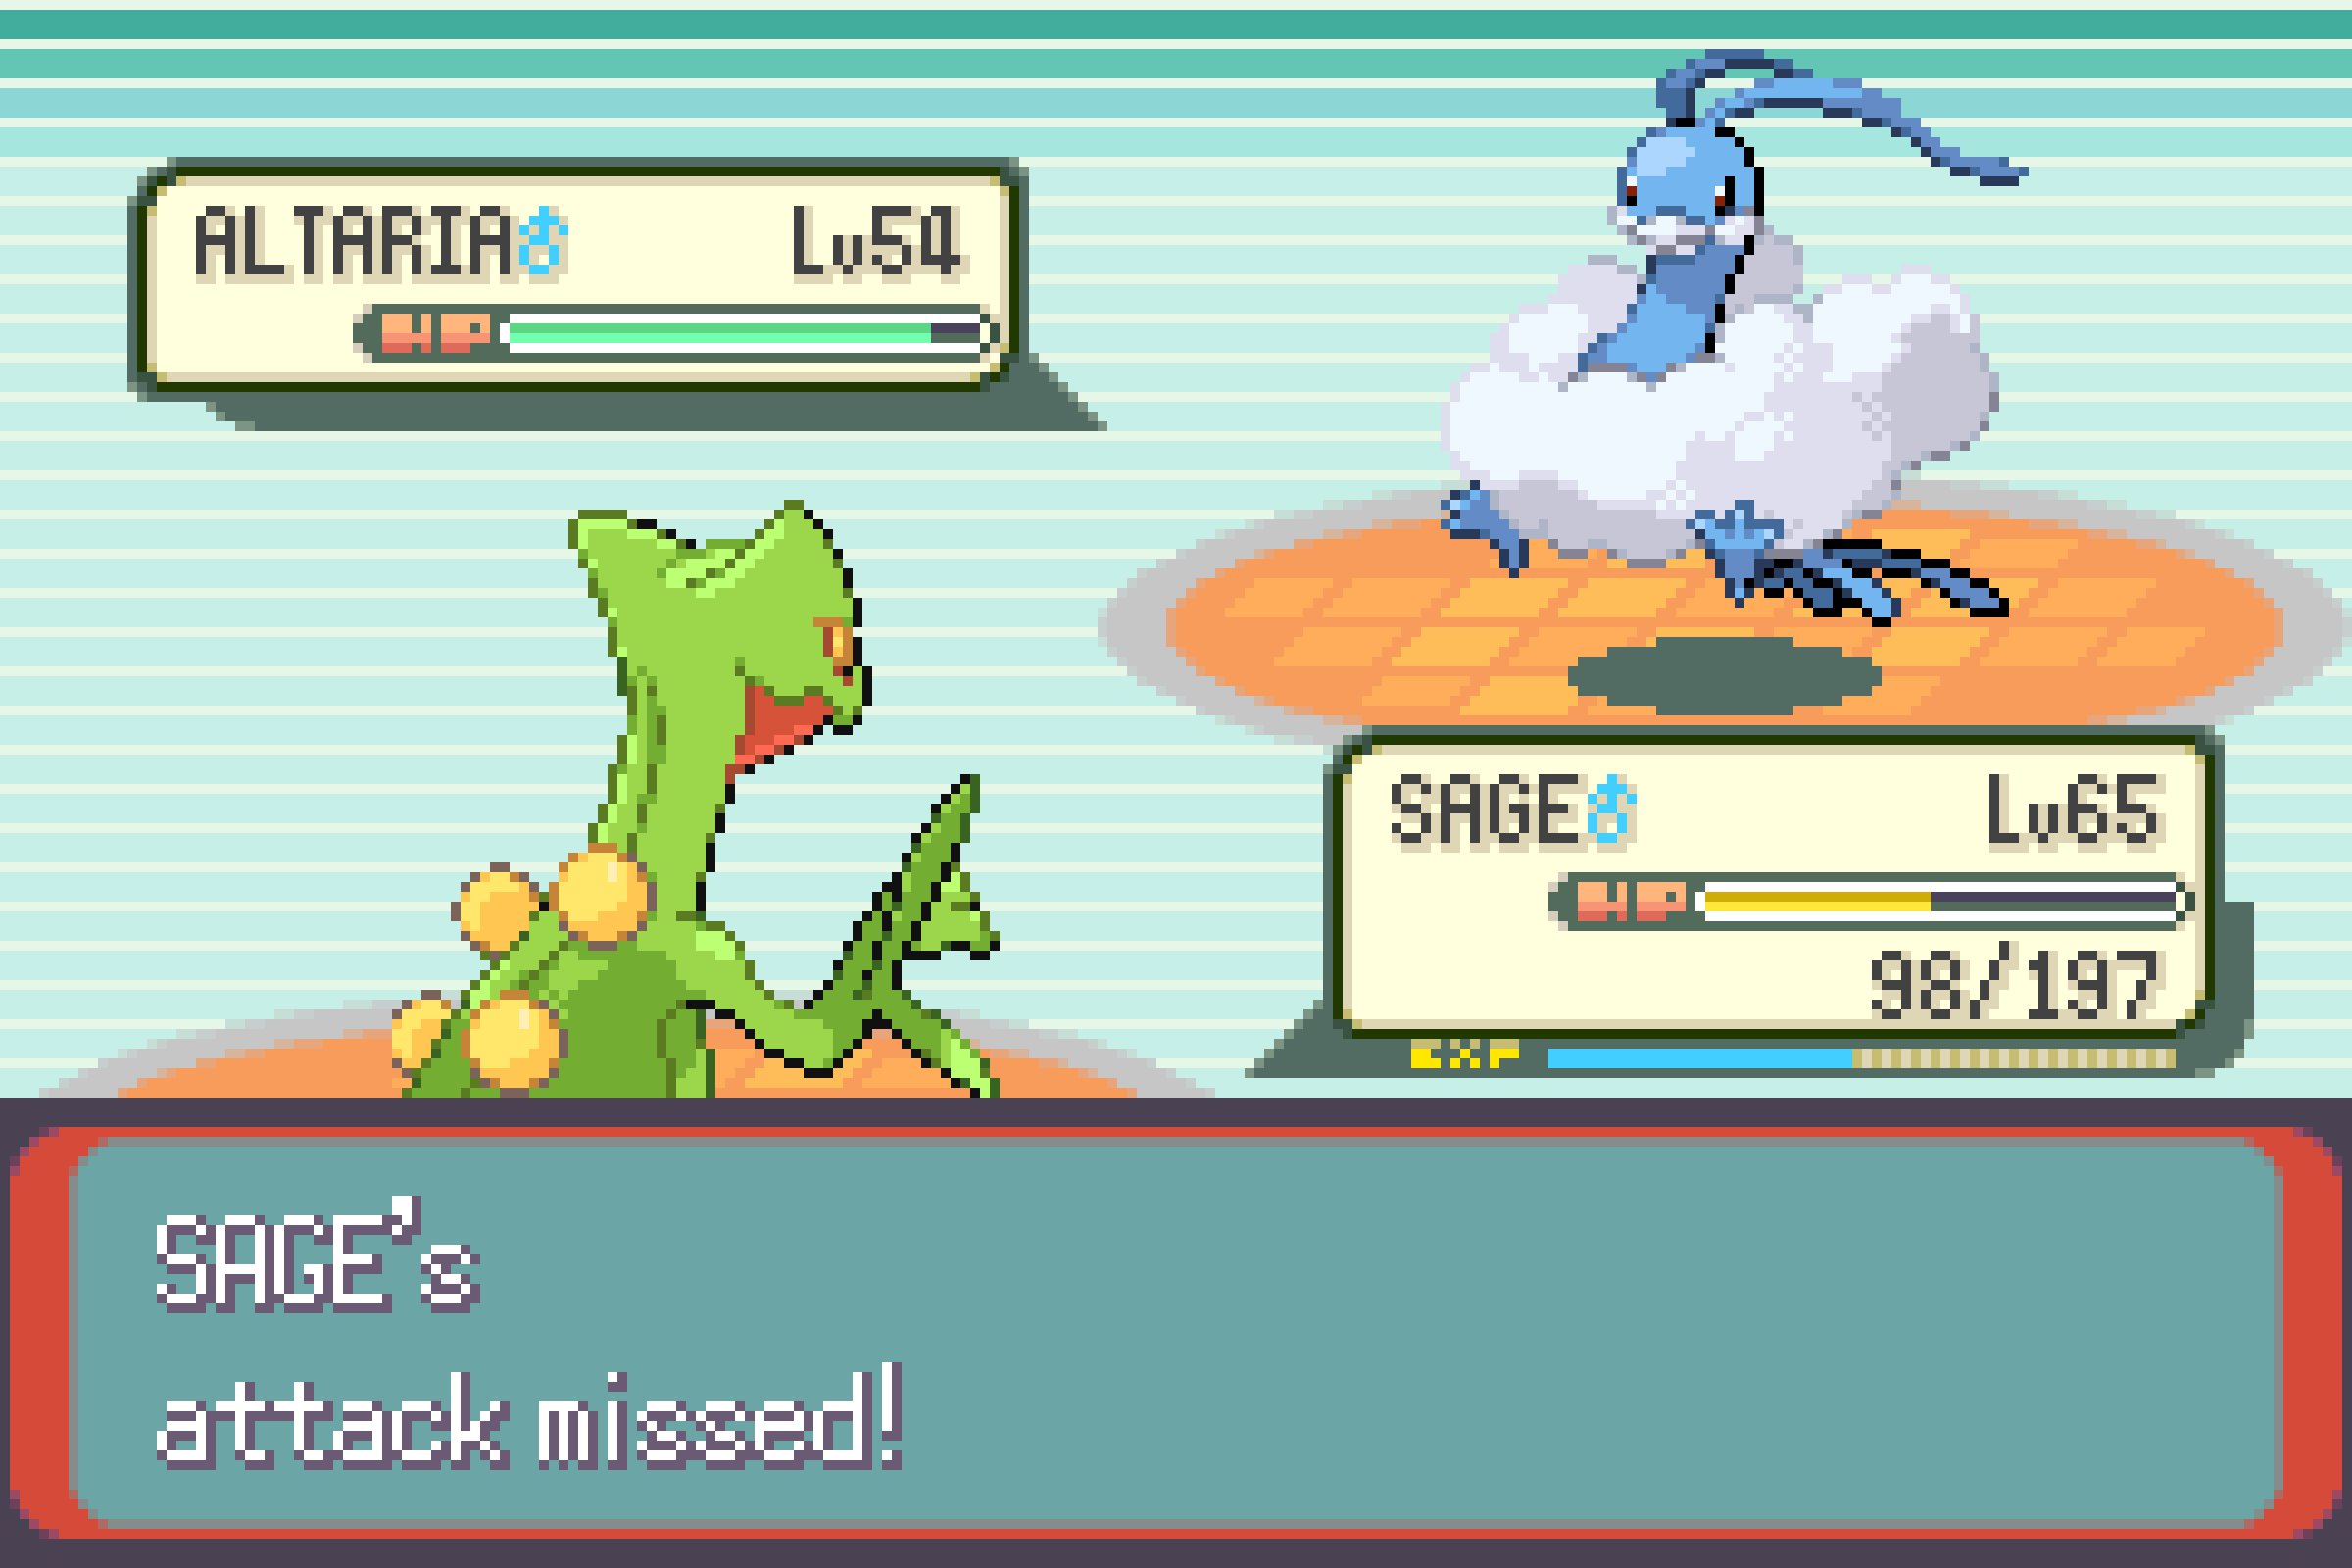 ALTARIA♂ Lv54
HP
SAGE♂ Lv65
HP
98/197
EXP
SAGE's
attack missed!